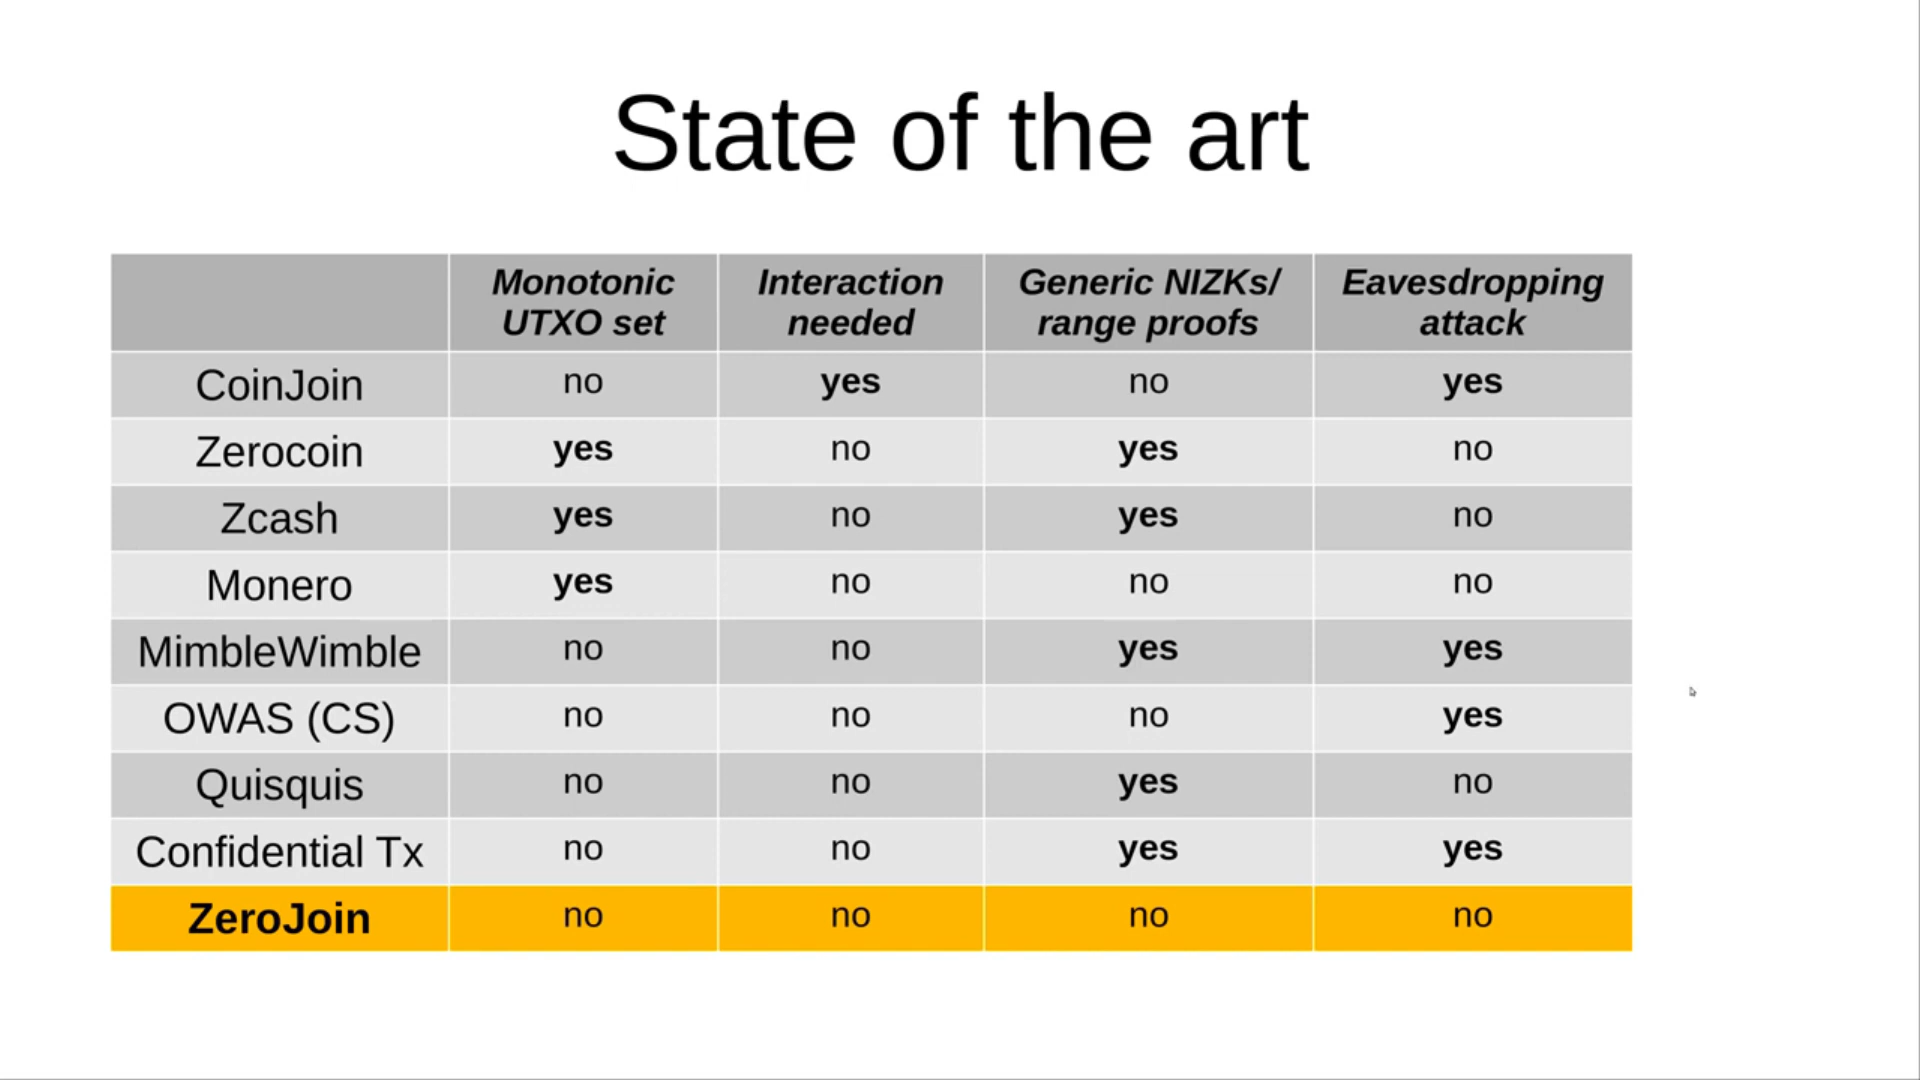 State of the art
Monotonic UTXO set Interaction needed Generic NIZKs/ range proofs Eavesdropping attack
CoinJoin no yes no yes
Zerocoin yes no yes no
Zcash yes no yes no
Monero yes no no no
MimbleWimble no no yes yes
OWAS (CS) no no no yes
Quisquis no no yes no
Confidential Tx no no yes yes
ZeroJoin no no no no